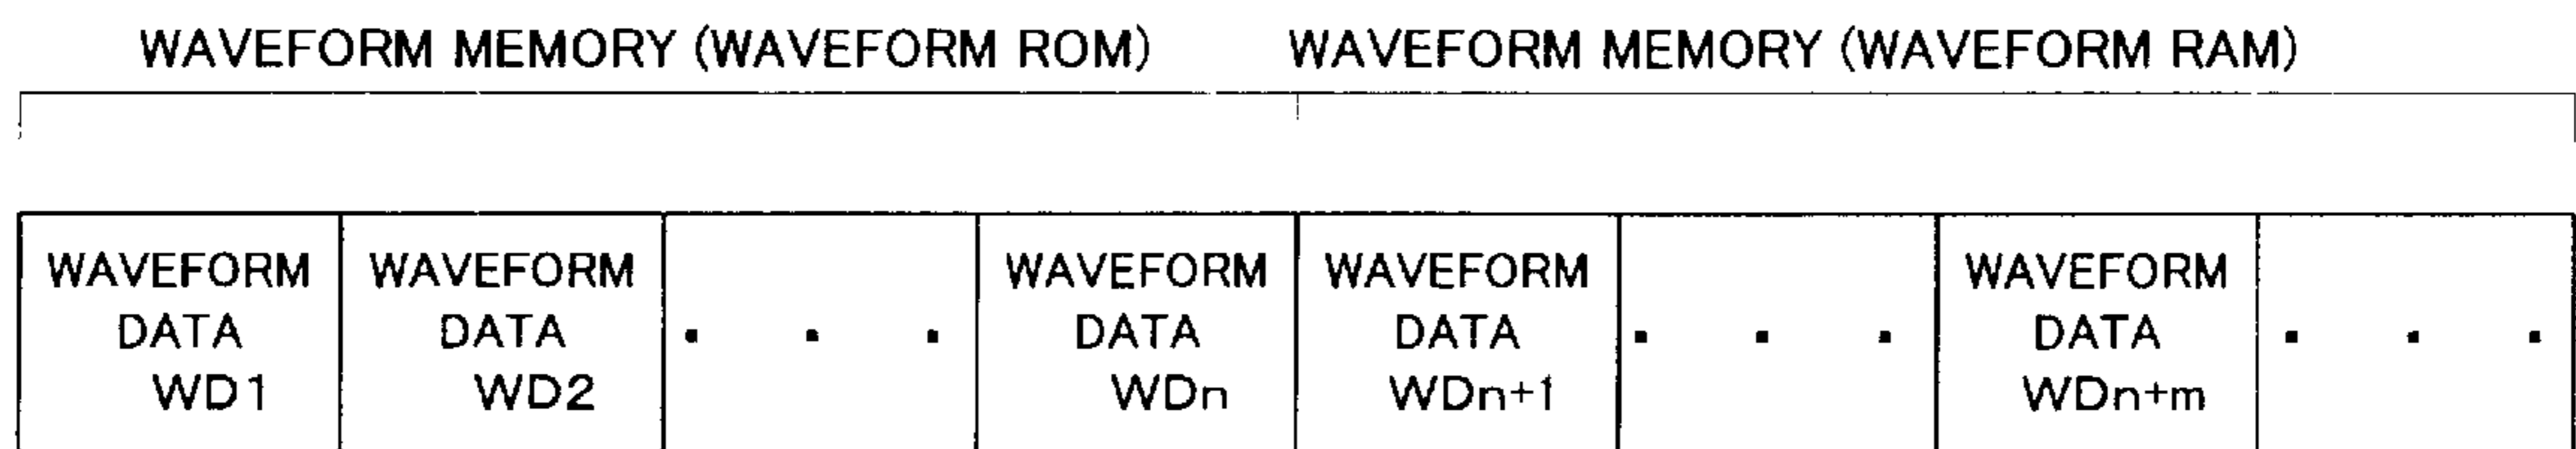 WAVEFORM MEMORY (WAVEFORM ROM)
WAVEFORM MEMORY (WAVEFORM RAM)
WAVEFORM
DATA
WD1
WAVEFORM
DATA
WD2
. . .
WAVEFORM
DATA
WDn
WAVEFORM
DATA
WDn+1
. . .
WAVEFORM
DATA
WDn+m
. . .